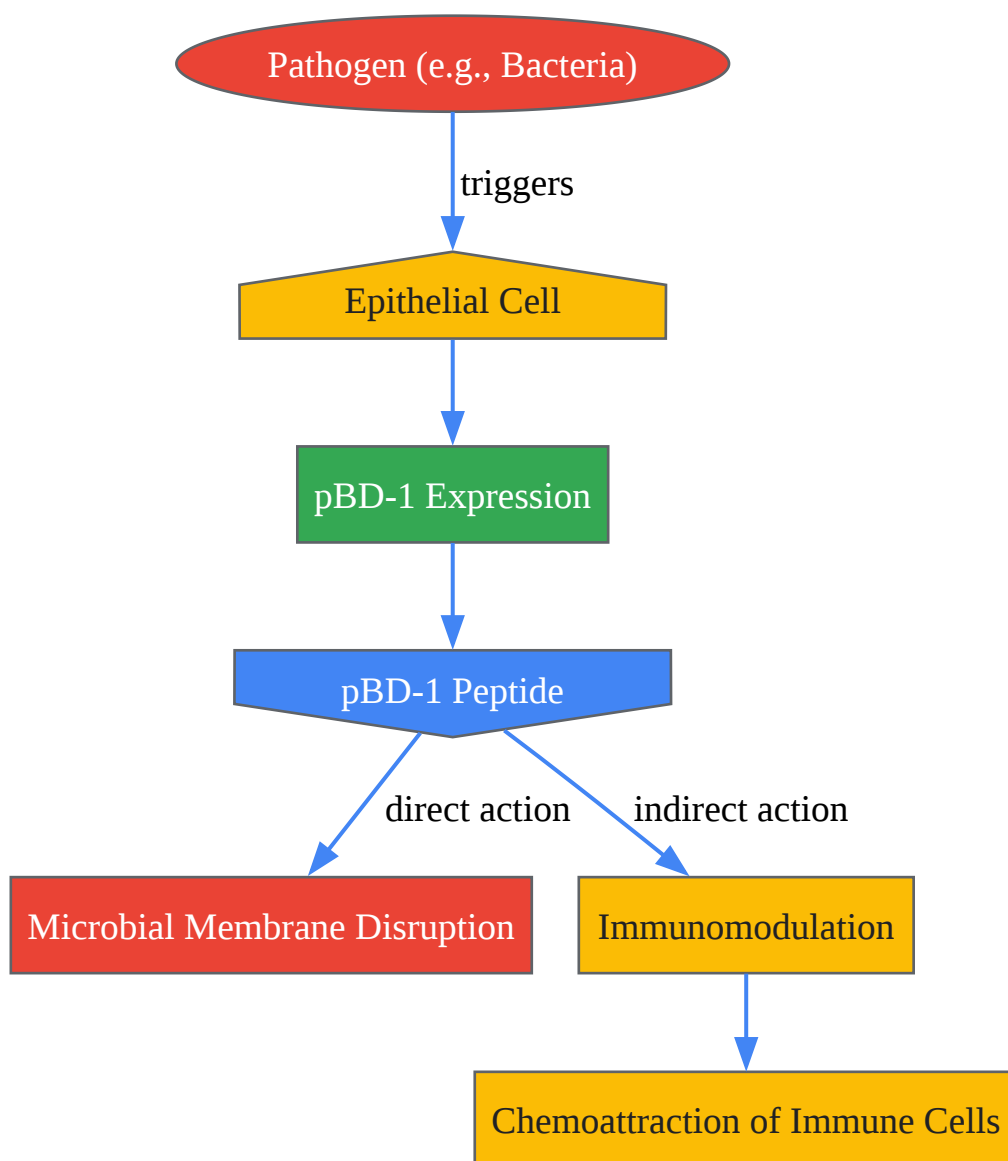 Pathogen (e.g., Bacteria)
triggers
Epithelial Cell
pBD-1 Expression
pBD-1 Peptide
direct action
indirect action
Microbial Membrane Disruption
Immunomodulation
Chemoattraction of Immune Cells